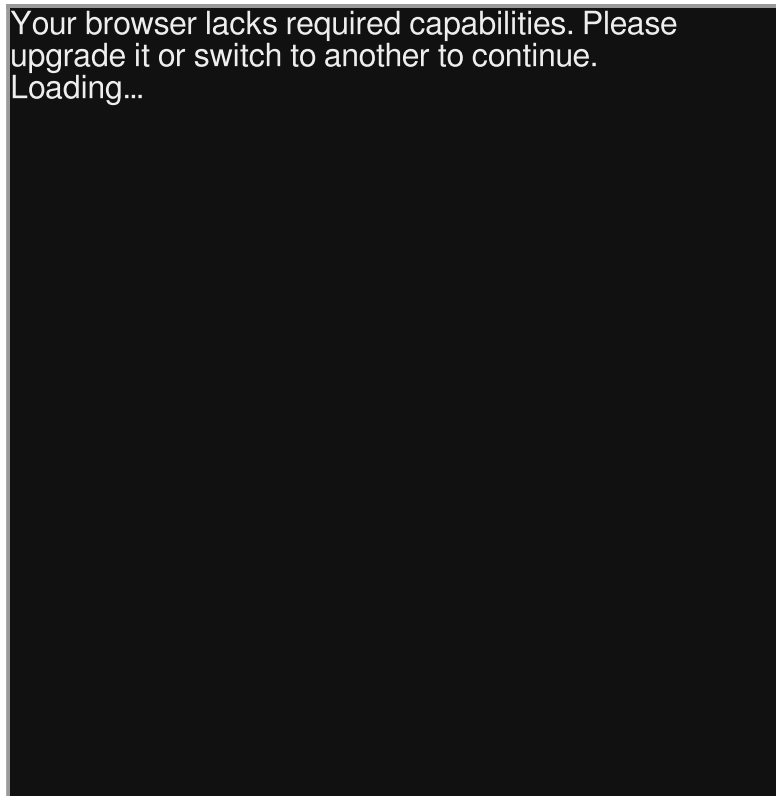 Your browser lacks required capabilities. Please
upgrade it or switch to another to continue.
Loading…